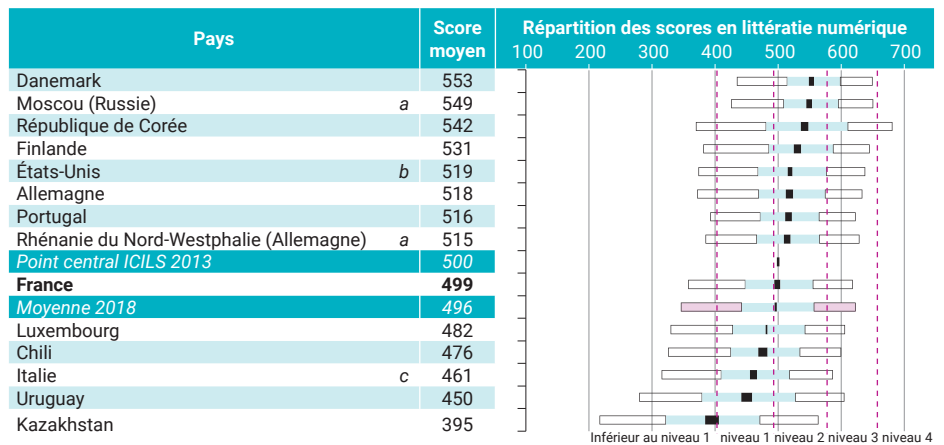 Pays Score moyen Répartition des scores en littératie numérique
100 200 300 400 500 600 700
Danemark 553
Moscou (Russie) a 549
République de Corée 542
Finlande 531
États-Unis b 519
Allemagne 518
Portugal 516
Rhénanie du Nord-Westphalie (Allemagne) a 515
Point central ICILS 2013 500
France 499
Moyenne 2018 496
Luxembourg 482
Chili 476
Italie c 461
Uruguay 450
Kazakhstan 395
Inférieur au niveau 1 niveau 1 niveau 2 niveau 3 niveau 4